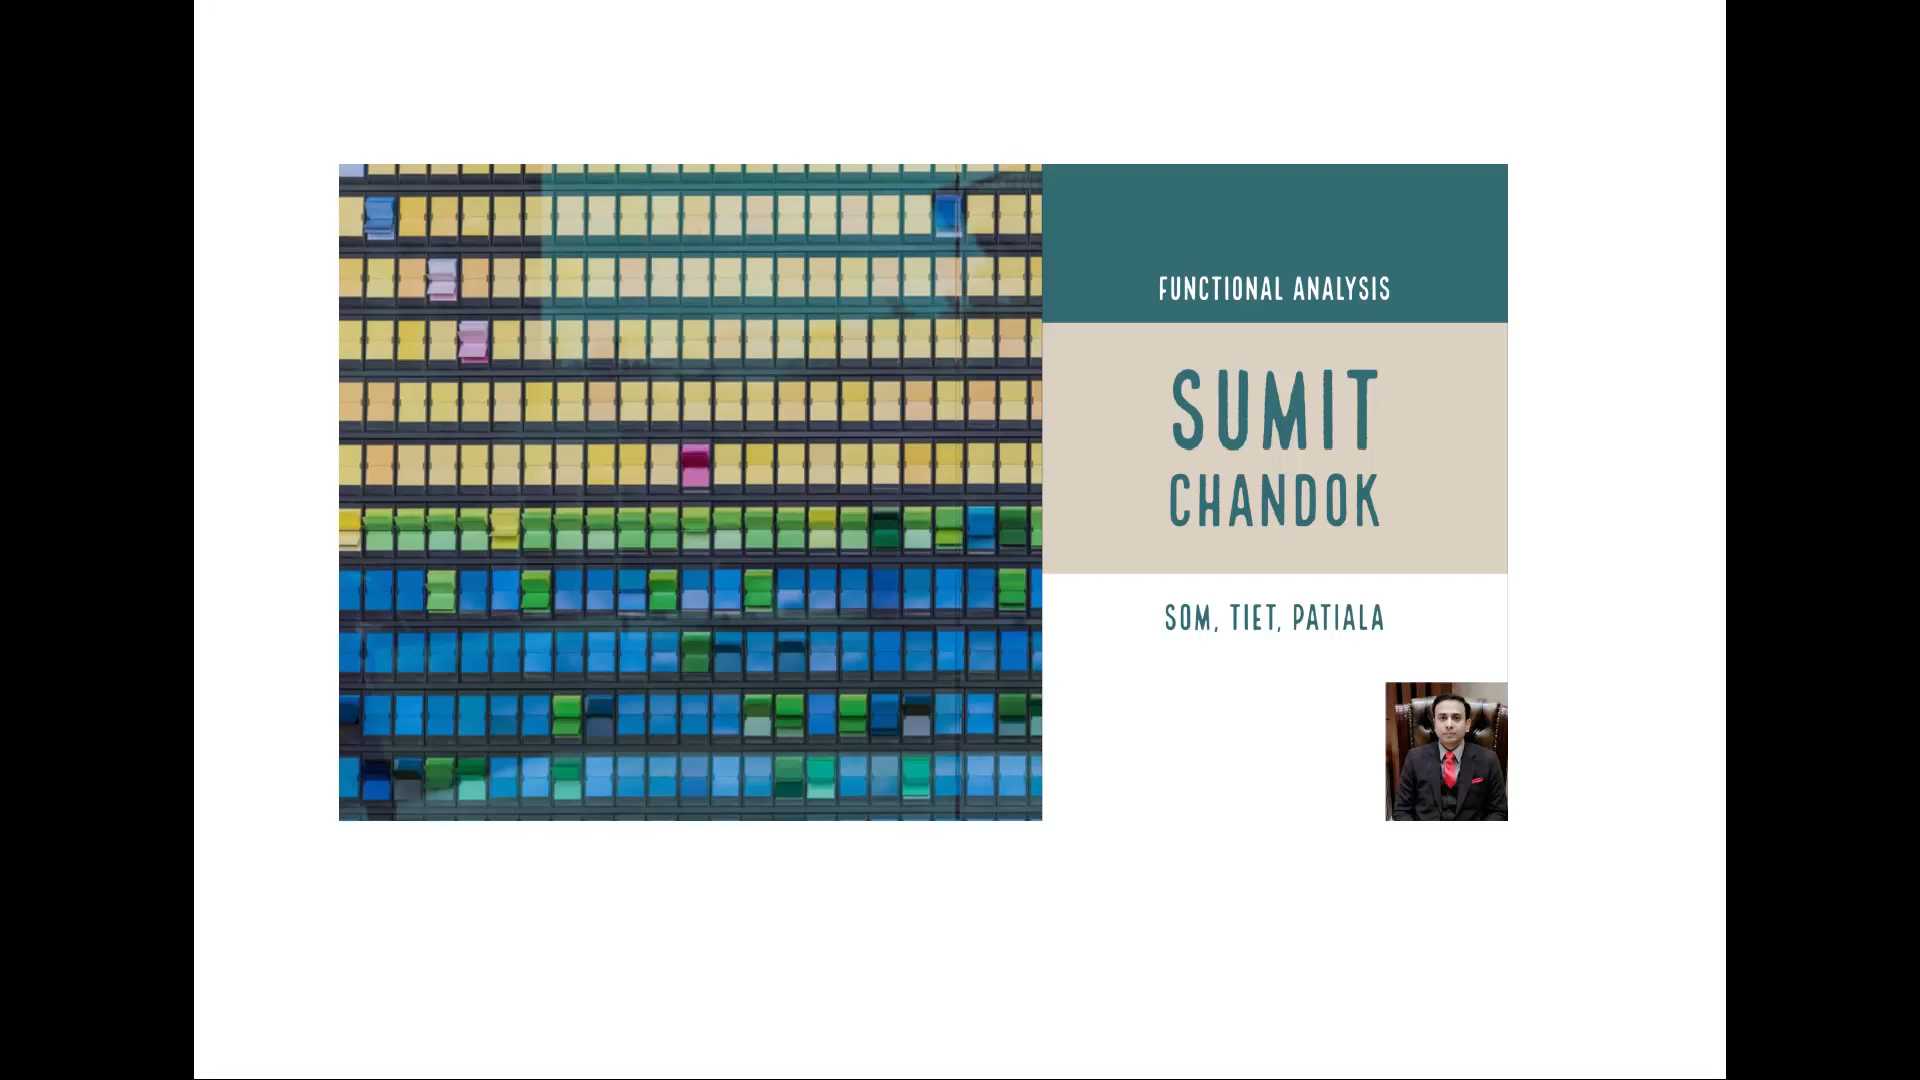 FUNCTIONAL ANALYSIS
SUMIT
CHANDOK
SOM, TIET, PATIALA